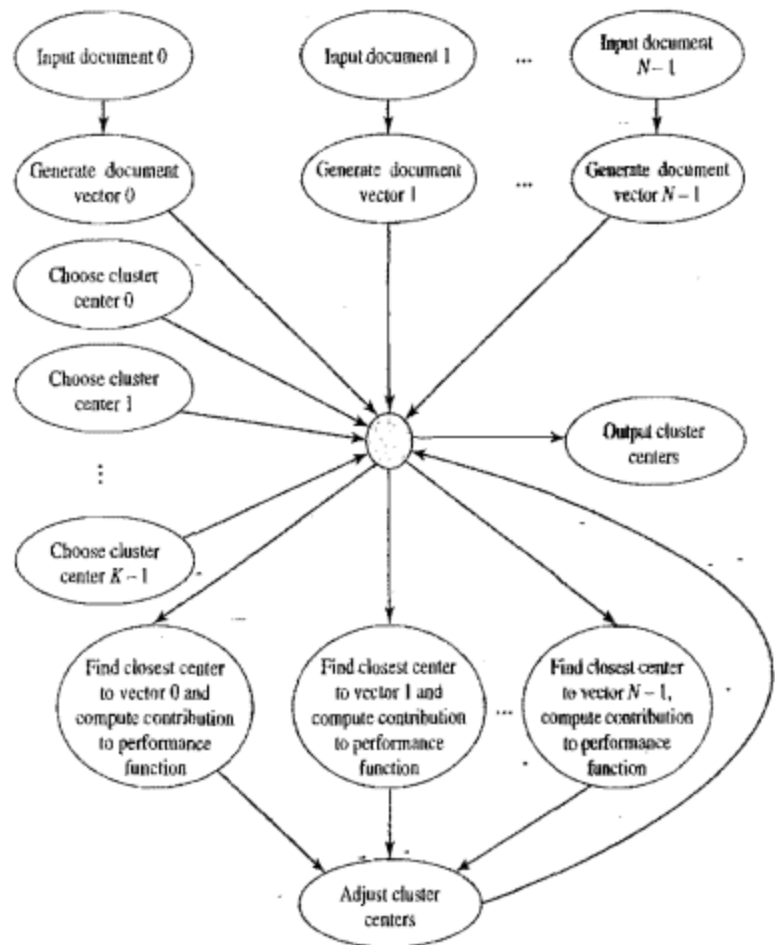 Input document 0
Input document 1
...
Input document
N – 1
Generate document
vector 0
Generate document
vector 1
...
Generate document
vector N – 1
Choose cluster
center 0
Choose cluster
center 1
⋮
Output cluster
centers
Choose cluster
center K – 1
Find closest center
to vector 0 and
compute contribution
to performance
function
Find closest center
to vector 1 and
compute contribution
to performance
function
...
Find closest center
to vector N – 1,
compute contribution
to performance
function
Adjust cluster
centers